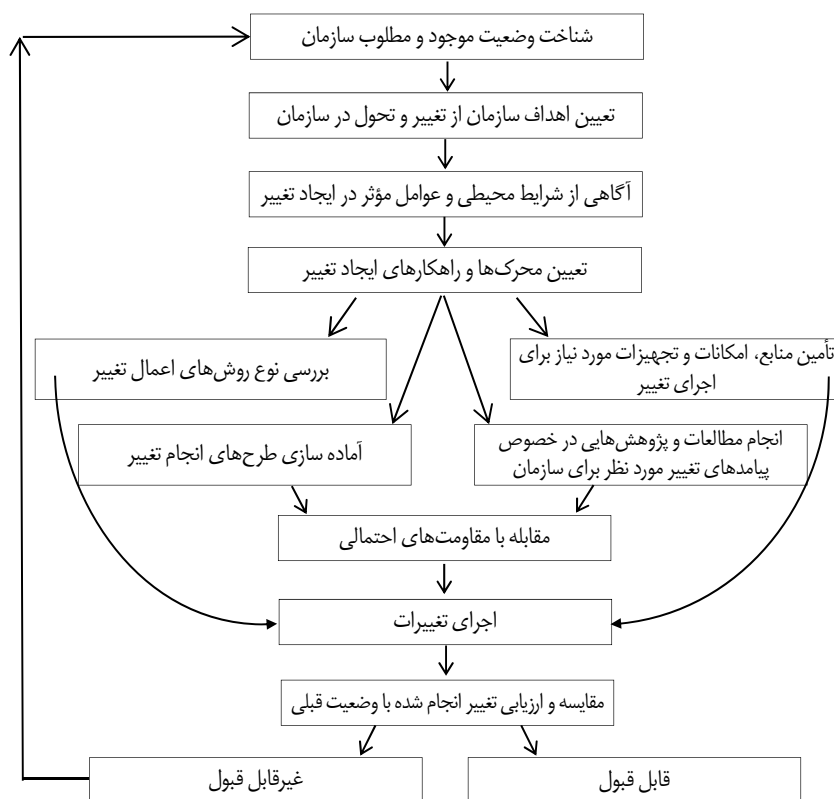 شناخت وضعیت موجود و مطلوب سازمان
تعیین اهداف سازمان از تغییر و تحول در سازمان
آگاهی از شرایط محیطی و عوامل مؤثر در ایجاد تغییر
تعیین محرک‌ها و راهکارهای ایجاد تغییر
تأمین منابع، امکانات و تجهیزات مورد نیاز برای
اجرای تغییر
بررسی نوع روش‌های اعمال تغییر
انجام مطالعات و پژوهش‌هایی در خصوص
پیامدهای تغییر مورد نظر برای سازمان
آماده سازی طرح‌های انجام تغییر
مقابله با مقاومت‌های احتمالی
اجرای تغییرات
مقایسه و ارزیابی تغییر انجام شده با وضعیت قبلی
قابل قبول
غیرقابل قبول